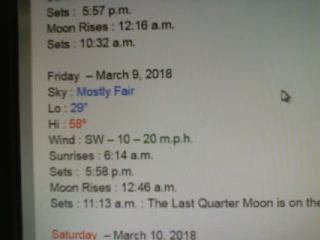 Sets : 5:57 p.m.
Moon Rises : 12:16 a.m.
Sets : 10:32 a.m.
Friday – March 9, 2018
Sky : Mostly Fair
Lo : 29°
Hi : 58°
Wind : SW – 10 – 20 m.p.h.
Sunrises : 6:14 a.m.
Sets : 5:58 p.m.
Moon Rises : 12:46 a.m.
Sets : 11:13 a.m. : The Last Quarter Moon is on the
Saturday – March 10, 2018